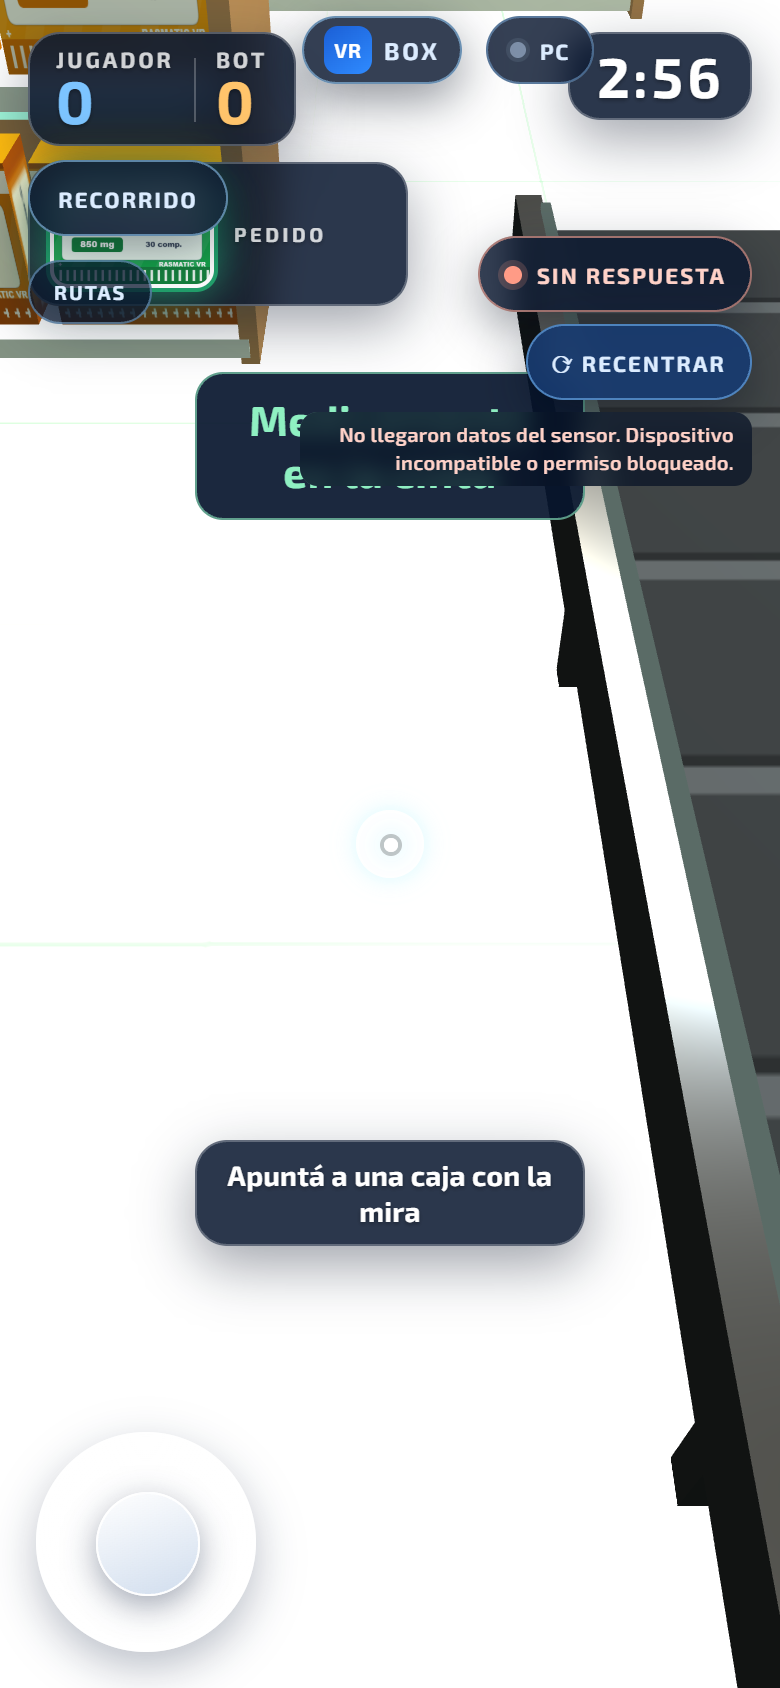 JUGADOR
0
BOT
0
VR BOX
PC
2:56
RECORRIDO
PEDIDO
850 mg
30 comp.
RASMATIC VR
RUTAS
SIN RESPUESTA
⟳ RECENTRAR
No llegaron datos del sensor. Dispositivo
incompatible o permiso bloqueado.
Apuntá a una caja con la
mira